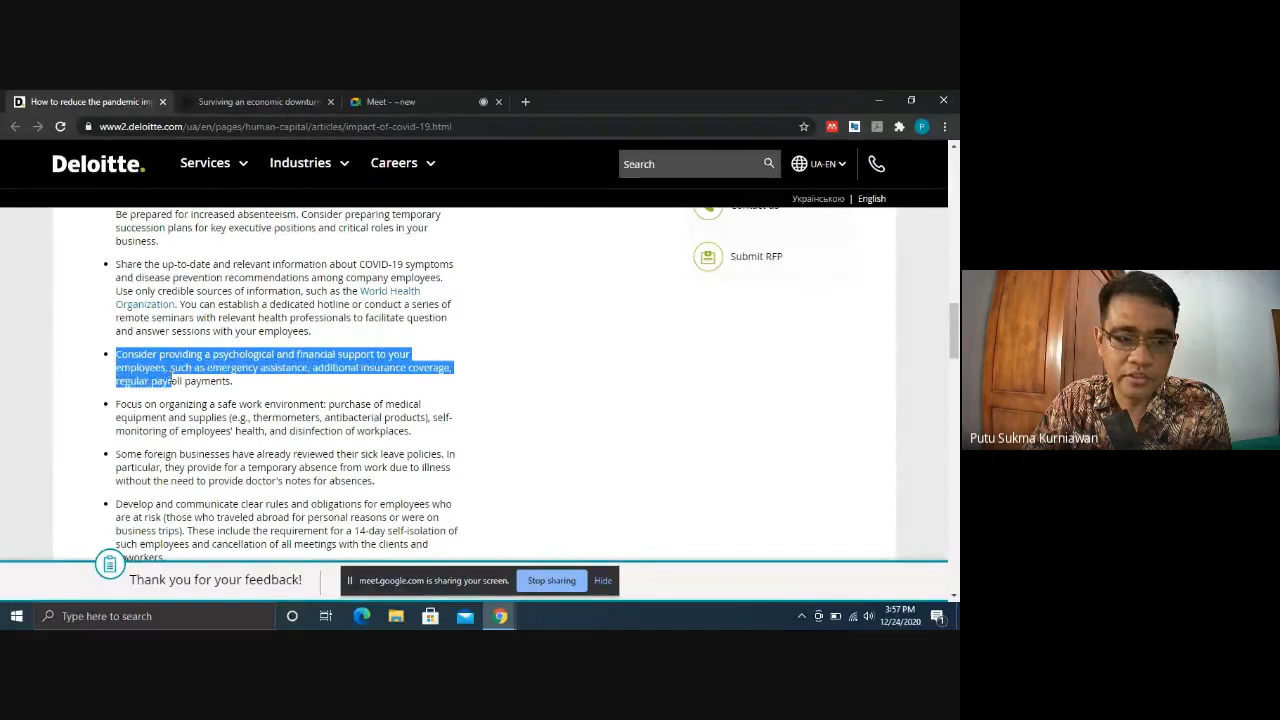 How to reduce the pandemic im
Surviving an economic downturn
Meet - ~new
www2.deloitte.com/ua/en/pages/human-capital/articles/impact-of-covid-19.html
P
Deloitte.
Services
Industries
Careers
Search
UA-EN
Українською | English
Contact us
Be prepared for increased absenteeism. Consider preparing temporary
succession plans for key executive positions and critical roles in your
business.
Submit RFP
Share the up-to-date and relevant information about COVID-19 symptoms
and disease prevention recommendations among company employees.
Use only credible sources of information, such as the World Health
Organization. You can establish a dedicated hotline or conduct a series of
remote seminars with relevant health professionals to facilitate question
and answer sessions with your employees.
Consider providing a psychological and financial support to your
employees, such as emergency assistance, additional insurance coverage,
regular payroll payments.
Focus on organizing a safe work environment: purchase of medical
equipment and supplies (e.g., thermometers, antibacterial products), self-
monitoring of employees' health, and disinfection of workplaces.
Some foreign businesses have already reviewed their sick leave policies. In
particular, they provide for a temporary absence from work due to illness
without the need to provide doctor's notes for absences.
Develop and communicate clear rules and obligations for employees who
are at risk (those who traveled abroad for personal reasons or were on
business trips). These include the requirement for a 14-day self-isolation of
such employees and cancellation of all meetings with the clients and
coworkers.
Thank you for your feedback!
meet.google.com is sharing your screen.
Stop sharing
Hide
Type here to search
3:57 PM
12/24/2020
1
Putu Sukma Kurniawan